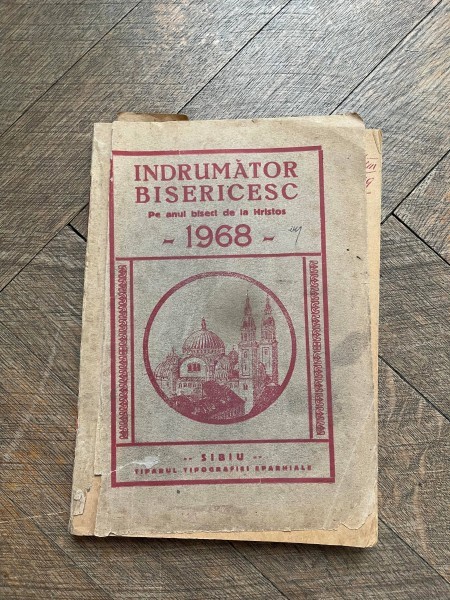 INDRUMĂTOR
BISERICESC
Pe anul bisect de la Hristos
- 1968 -
-- SIBIU --
TIPARUL TIPOGRAFIEI EPARHIALE